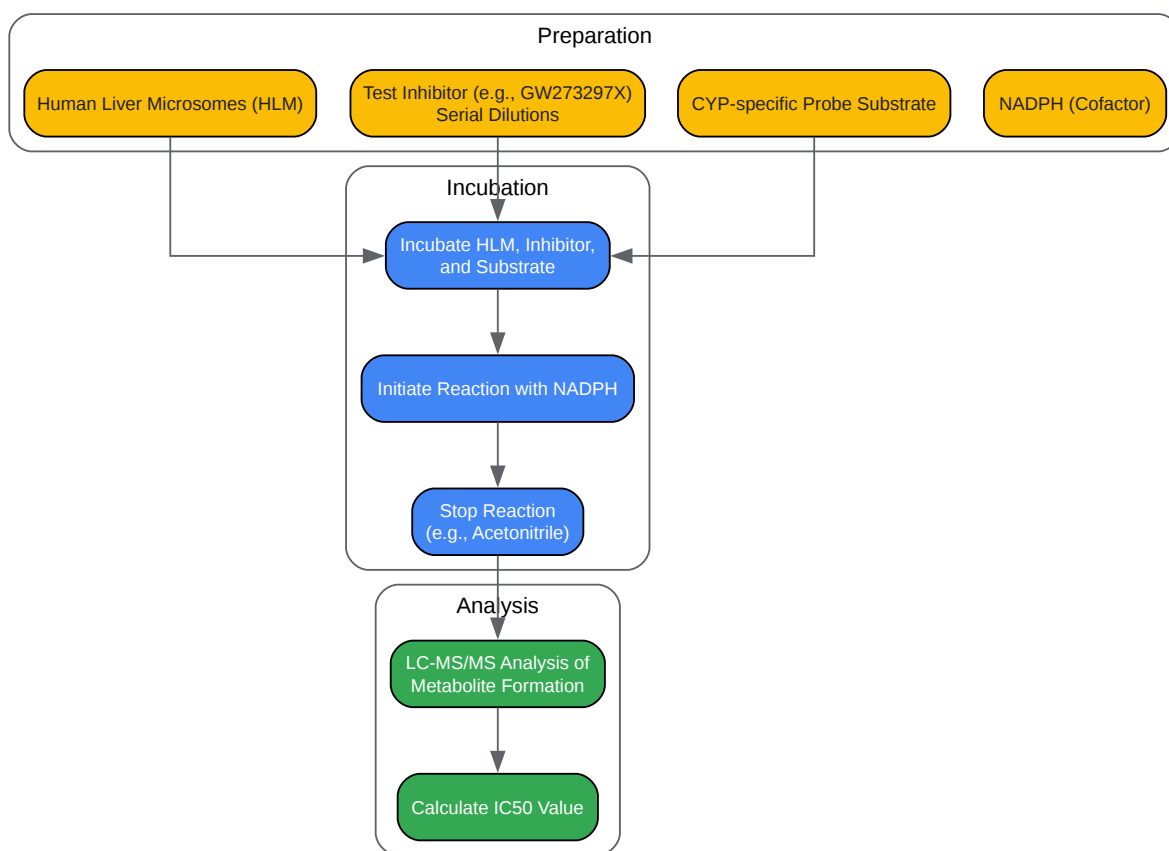 Preparation
Human Liver Microsomes (HLM)
Test Inhibitor (e.g., GW273297X)
Serial Dilutions
CYP-specific Probe Substrate
NADPH (Cofactor)
Incubation
Incubate HLM, Inhibitor,
and Substrate
Initiate Reaction with NADPH
Stop Reaction
(e.g., Acetonitrile)
Analysis
LC-MS/MS Analysis of
Metabolite Formation
Calculate IC50 Value